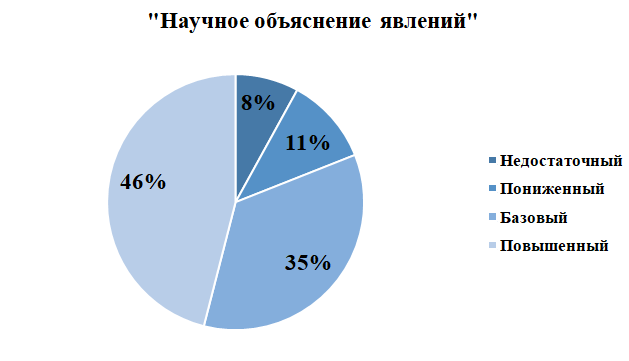 "Научное объяснение явлений"
8%
11%
46%
35%
Недостаточный
Пониженный
Базовый
Повышенный